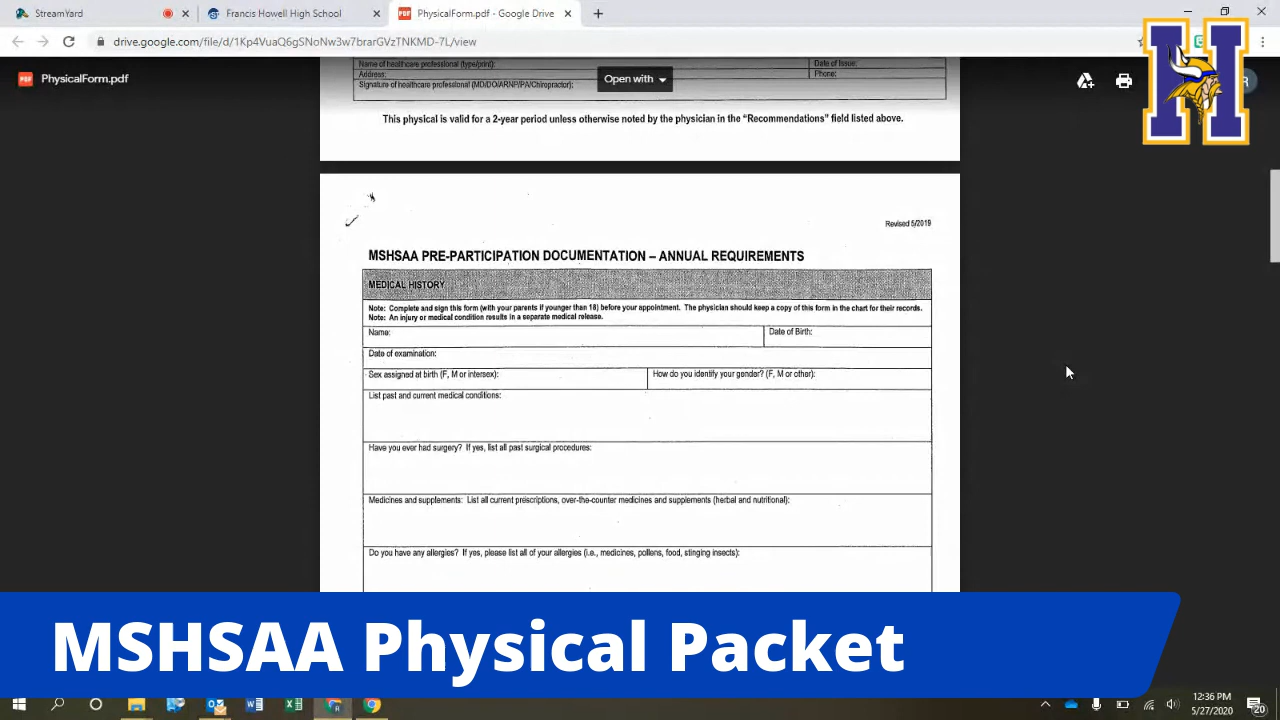 Stream
Francis Howell High School
PDF PhysicalForm.pdf
drive.google.com/file/d/1Kp4VuaQ6gSNoNw3w7brarGVzTNKMD-7L/view
PDF PhysicalForm.pdf
Open with
Name of healthcare professional (type/print): Date of Issue:
Address: Phone:
Signature of healthcare professional (MD/DO/ARNP/PA/Chiropractor):
This physical is valid for a 2-year period unless otherwise noted by the physician in the “Recommendations” field listed above.
Revised 5/2019
MSHSAA PRE-PARTICIPATION DOCUMENTATION – ANNUAL REQUIREMENTS
MEDICAL HISTORY
Note: Complete and sign this form (with your parents if younger than 18) before your appointment. The physician should keep a copy of this form in the chart for their records.
Note: An injury or medical condition results in a separate medical release.
Name: Date of Birth:
Date of examination:
Sex assigned at birth (F, M or intersex): How do you identify your gender? (F, M or other):
List past and current medical conditions:
Have you ever had surgery? If yes, list all past surgical procedures:
Medicines and supplements: List all current prescriptions, over-the-counter medicines and supplements (herbal and nutritional):
Do you have any allergies? If yes, please list all of your allergies (i.e., medicines, pollens, food, stinging insects):
MSHSAA Physical Packet
12:36 PM
5/27/2020